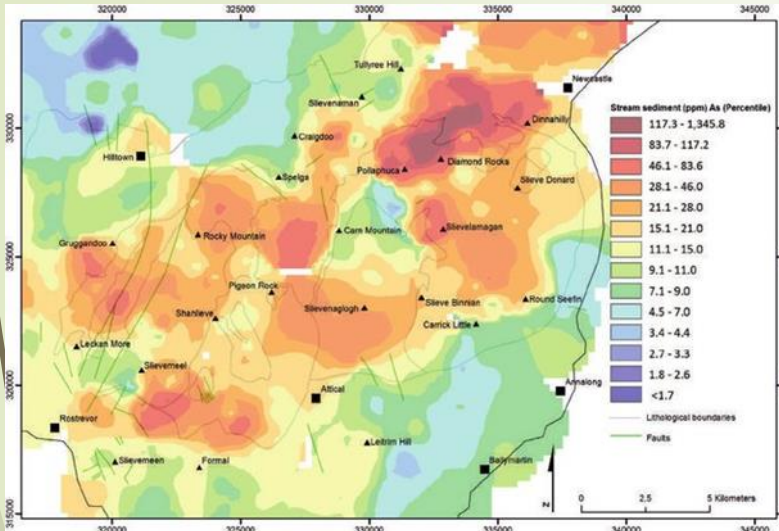 320000 325000 330000 335000 340000 345000
Tullyree Hill
Newcastle
Slievenaman
Stream sediment (ppm) As (Percentile)
330000
Dinnahilly
117.3 - 1,345.8
Craigdoo
83.7 - 117.2
Hilltown
Diamond Rocks
46.1 - 83.6
Pollaphuca
Spelga
28.1 - 46.0
Slieve Donard
21.1 - 28.0
15.1 - 21.0
Rocky Mountain
Carn Mountain
Slievelamagan
11.1 - 15.0
Gruggandoo
9.1 - 11.0
325000
325000
7.1 - 9.0
Pigeon Rock
4.5 - 7.0
Slievenaglogh
Slieve Binnian
Round Seefin
3.4 - 4.4
Shanlieve
Carrick Little
2.7 - 3.3
Leckan More
1.8 - 2.6
Slievemeel
<1.7
320000
320000
Attical
Annalong
Lithological boundaries
Rostrevor
Faults
Leitrim Hill
Slievemeen
Formal
Ballymartin
N
0 2.5 5 Kilometers
315000
315000
320000 325000 330000 335000 340000 345000